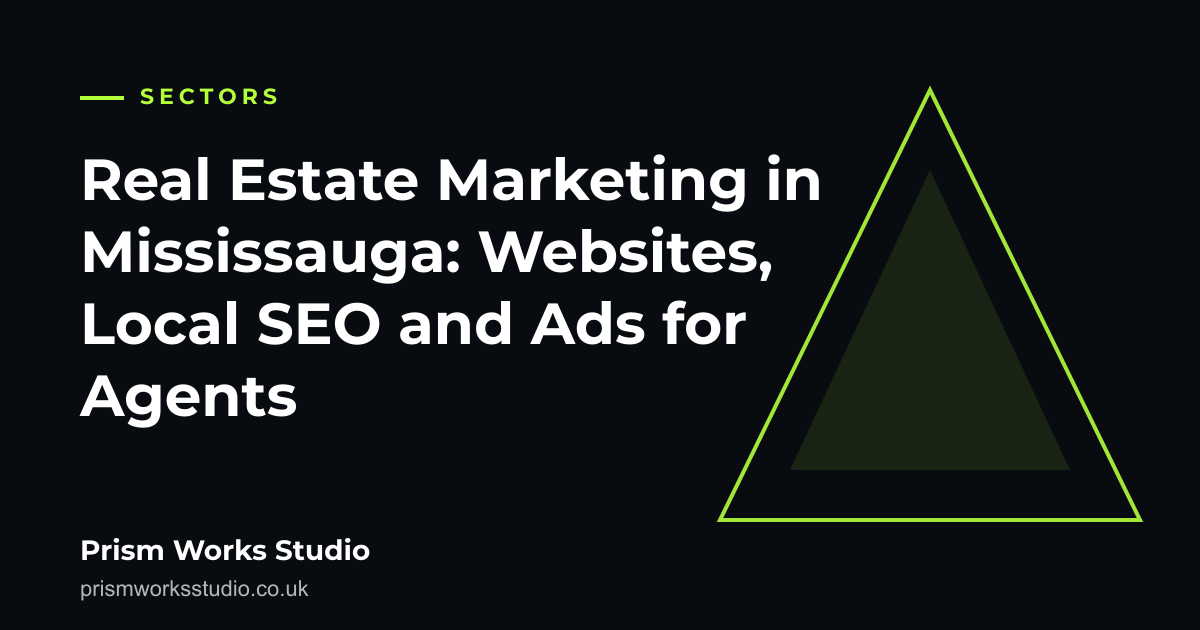 SECTORS
Real Estate Marketing in
Mississauga: Websites,
Local SEO and Ads for
Agents
Prism Works Studio
prismworksstudio.co.uk